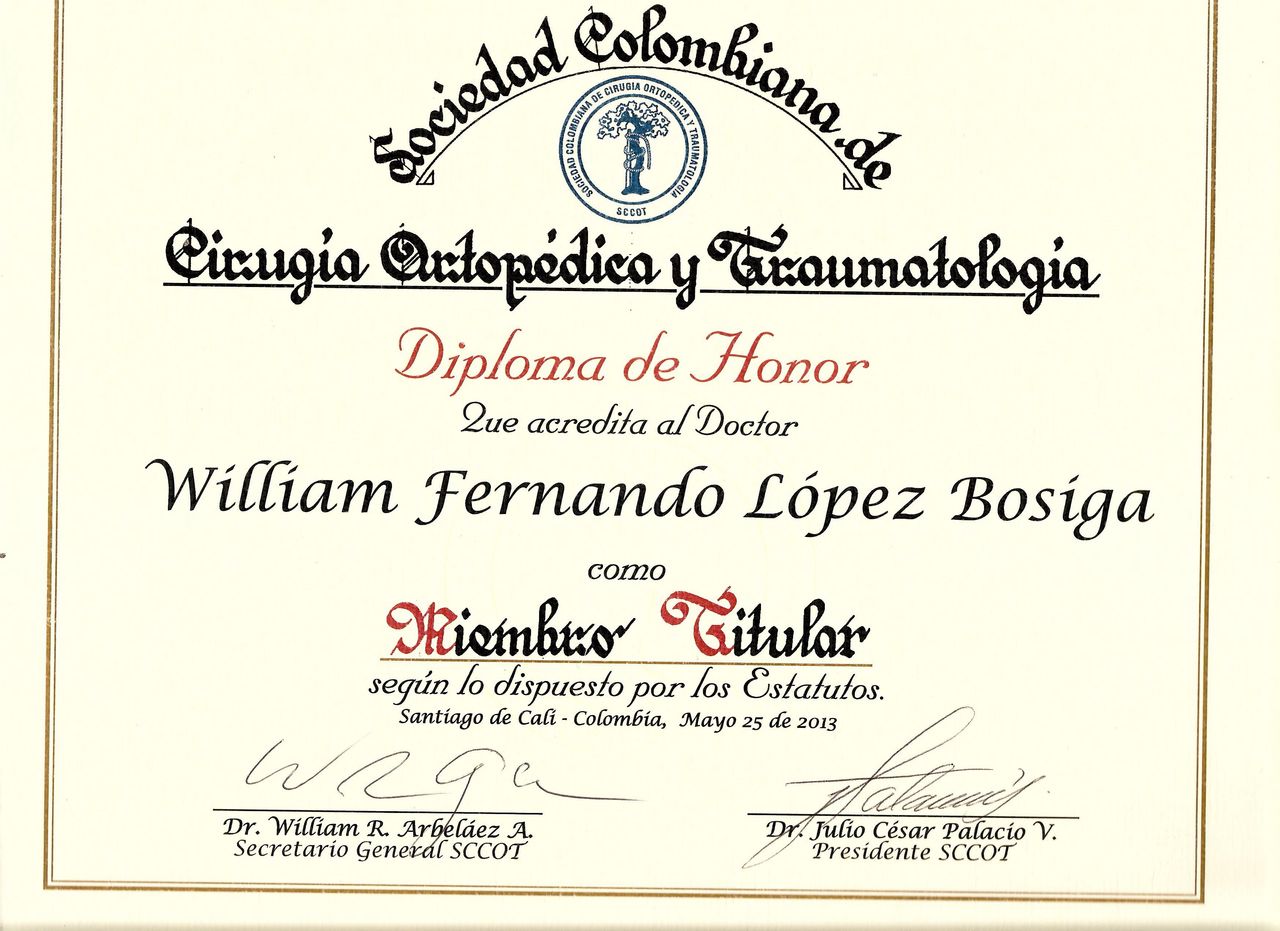 Sociedad Colombiana de
SOCIEDAD COLOMBIANA DE CIRUGIA ORTOPEDICA Y TRAUMATOLOGIA
SCCOT
Cirugía Ortopédica y Traumatología
Diploma de Honor
Que acredita al Doctor
William Fernando López Bosiga
como
Miembro Titular
según lo dispuesto por los Estatutos.
Santiago de Cali - Colombia, Mayo 25 de 2013
Dr. William R. Arbeláez A.
Secretario General SCCOT
Dr. Julio César Palacio V.
Presidente SCCOT